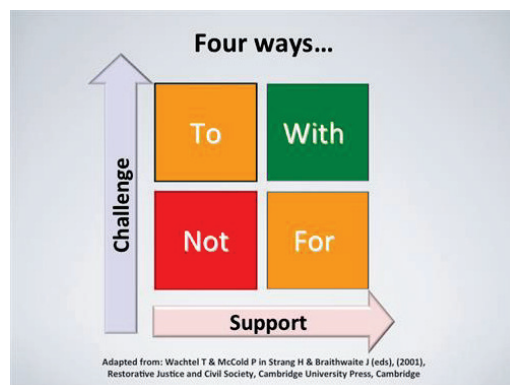 Four ways...
To
With
Challenge
Not
For
Support
Adapted from: Wachtel T & McCold P in Strang H & Braithwaite J (eds), (2001),
Restorative Justice and Civil Society, Cambridge University Press, Cambridge